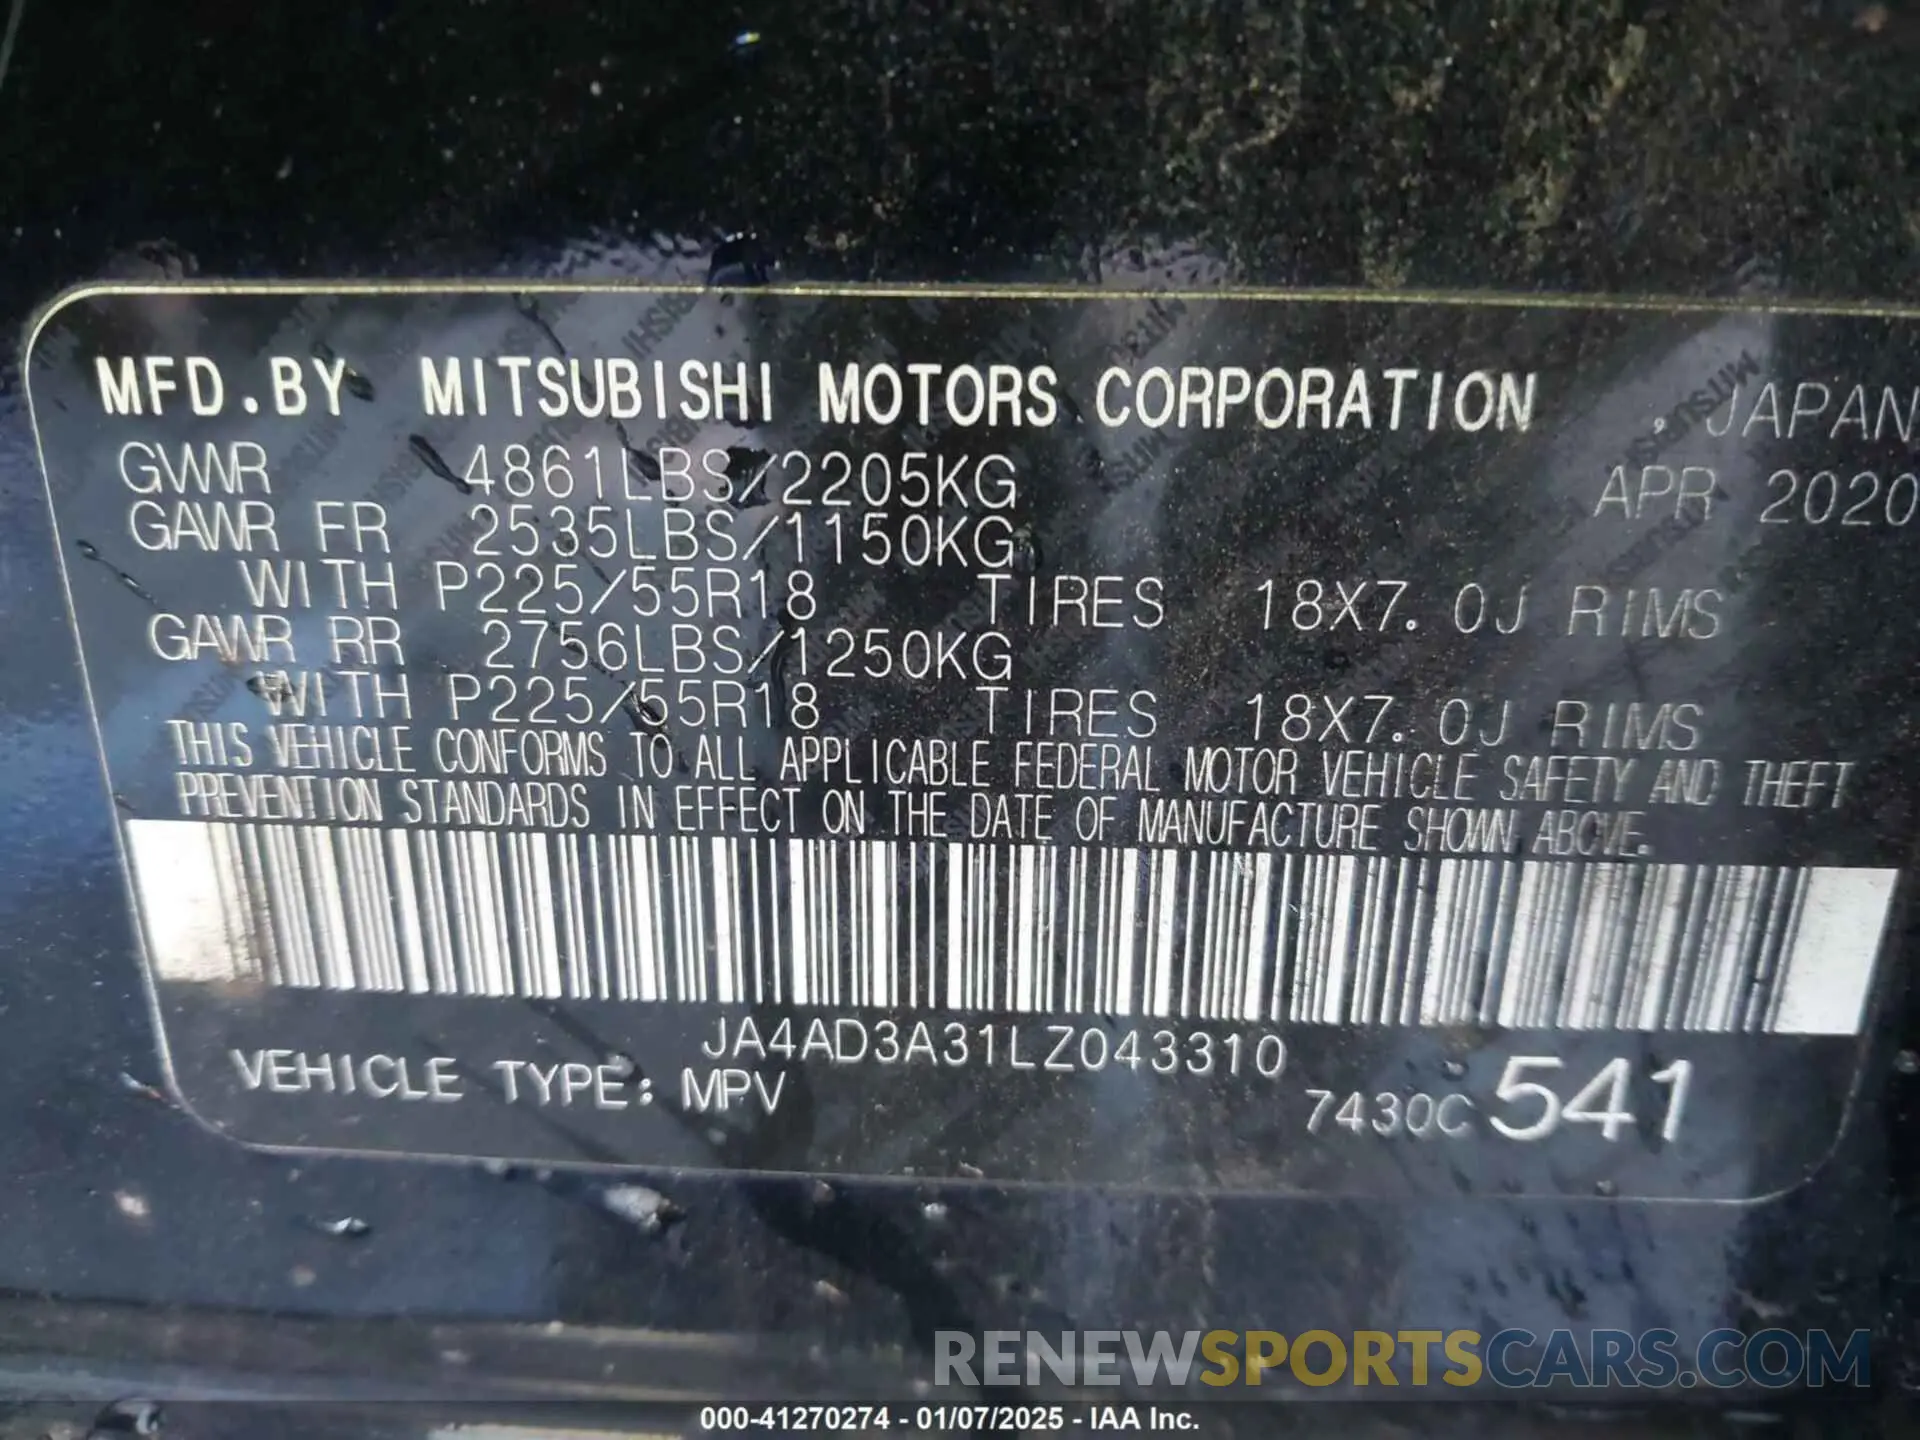 MFD.BY MITSUBISHI MOTORS CORPORATION , JAPAN
GVWR 4861LBS/2205KG APR 2020
GAWR FR 2535LBS/1150KG
WITH P225/55R18 TIRES 18X7.0J RIMS
GAWR RR 2756LBS/1250KG
WITH P225/55R18 TIRES 18X7.0J RIMS
THIS VEHICLE CONFORMS TO ALL APPLICABLE FEDERAL MOTOR VEHICLE SAFETY AND THEFT
PREVENTION STANDARDS IN EFFECT ON THE DATE OF MANUFACTURE SHOWN ABOVE.
JA4AD3A31LZ043310
VEHICLE TYPE: MPV
7430C 541
RENEWSPORTSCARS.COM
000-41270274 - 01/07/2025 - IAA Inc.